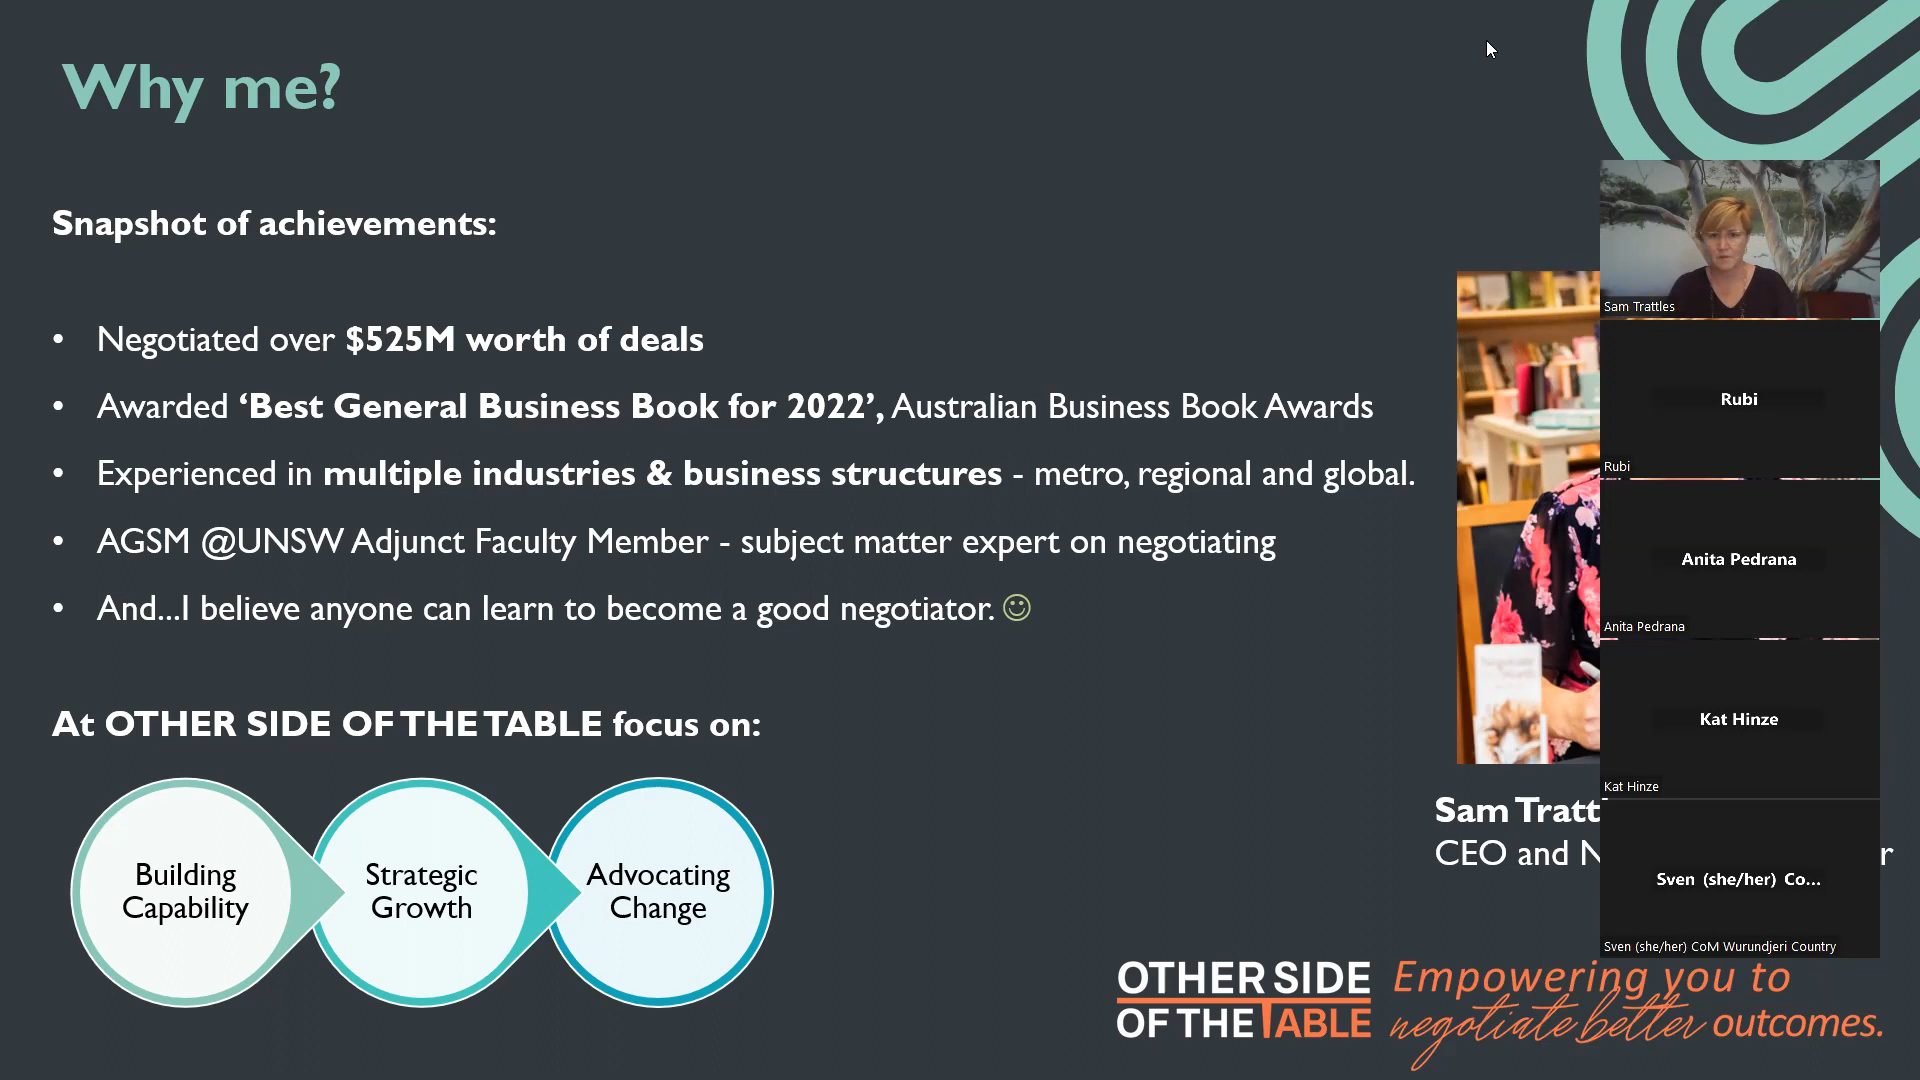 Why me?
Snapshot of achievements:
• Negotiated over $525M worth of deals
• Awarded ‘Best General Business Book for 2022’, Australian Business Book Awards
• Experienced in multiple industries & business structures - metro, regional and global.
• AGSM @UNSW Adjunct Faculty Member - subject matter expert on negotiating
• And...I believe anyone can learn to become a good negotiator. ☺
At OTHER SIDE OF THE TABLE focus on:
Building
Capability
Strategic
Growth
Advocating
Change
Sam Trattles
Rubi
Rubi
Anita Pedrana
Anita Pedrana
Kat Hinze
Kat Hinze
Sven (she/her) Co...
Sven (she/her) CoM Wurundjeri Country
Sam Tratt
CEO and N
OTHER SIDE
OF THE TABLE
Empowering you to
negotiate better outcomes.